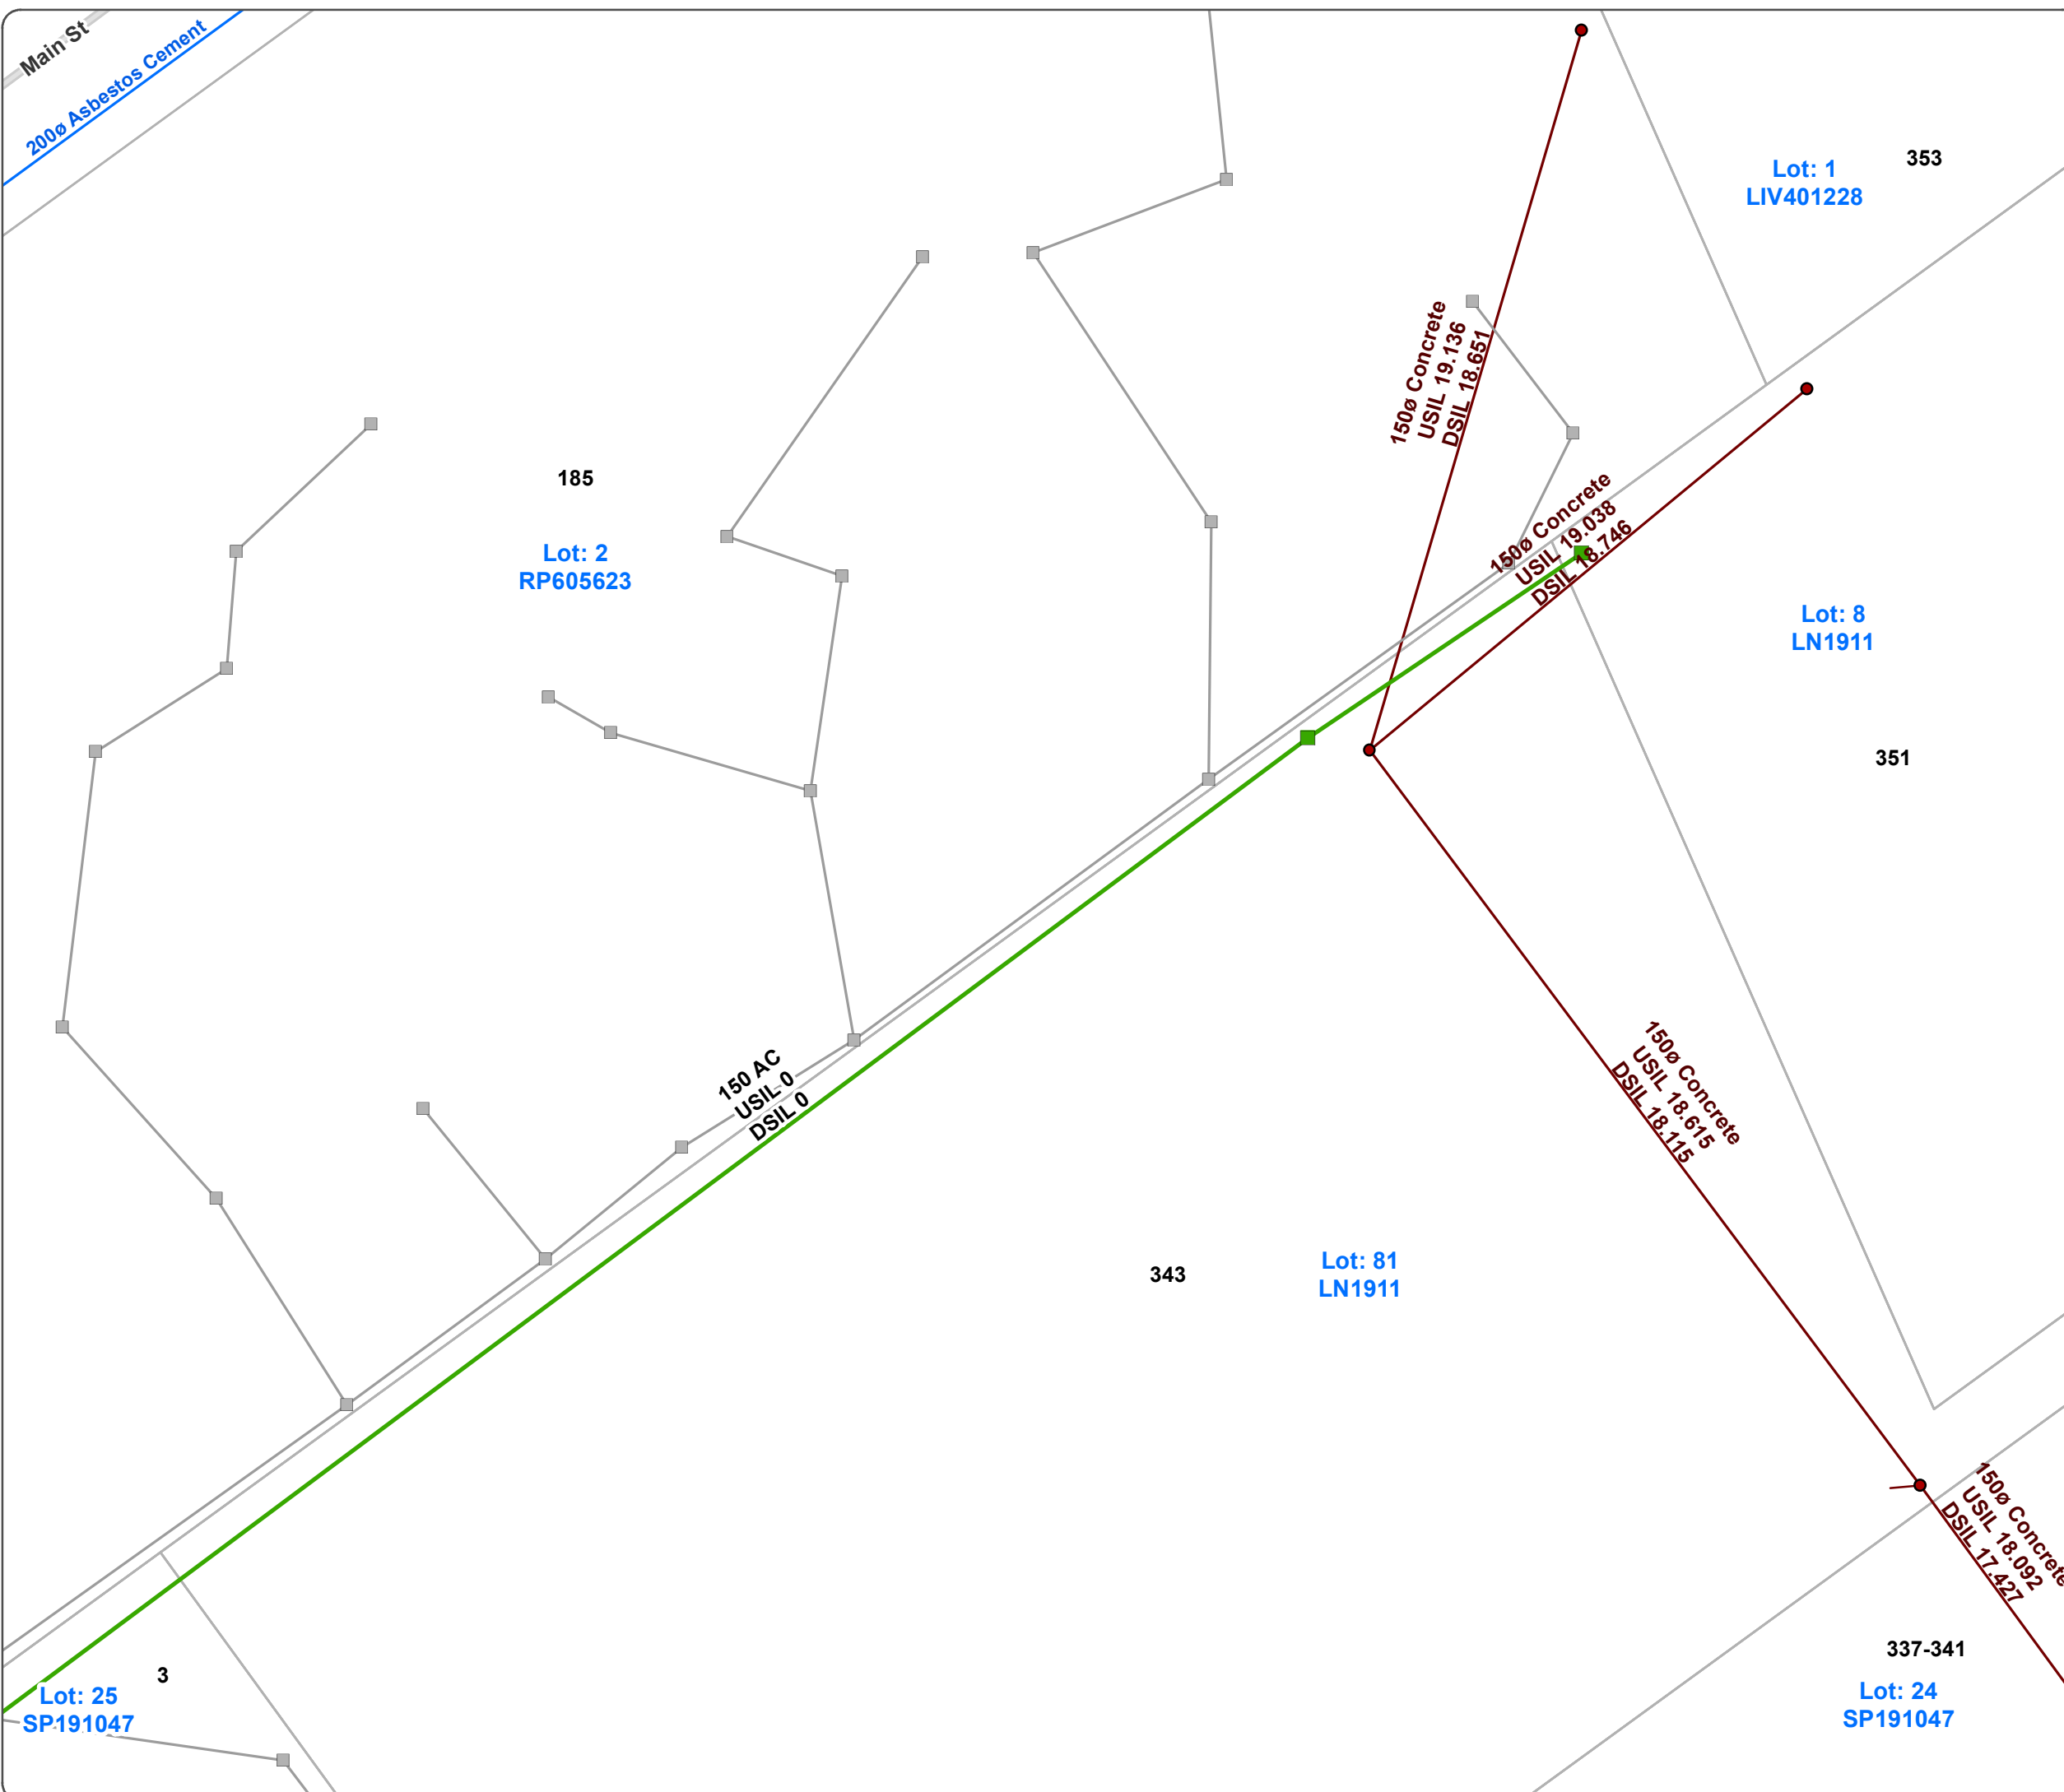 Main St
200ø Asbestos Cement
353
Lot: 1
LIV401228
150ø Concrete
USIL 19.136
DSIL 18.651
185
Lot: 2
RP605623
150ø Concrete
USIL 19.038
DSIL 18.746
Lot: 8
LN1911
351
150 AC
USIL 0
DSIL 0
150ø Concrete
USIL 18.615
DSIL 18.115
343
Lot: 81
LN1911
150ø Concrete
USIL 18.092
DSIL 17.427
337-341
Lot: 24
SP191047
3
Lot: 25
SP191047